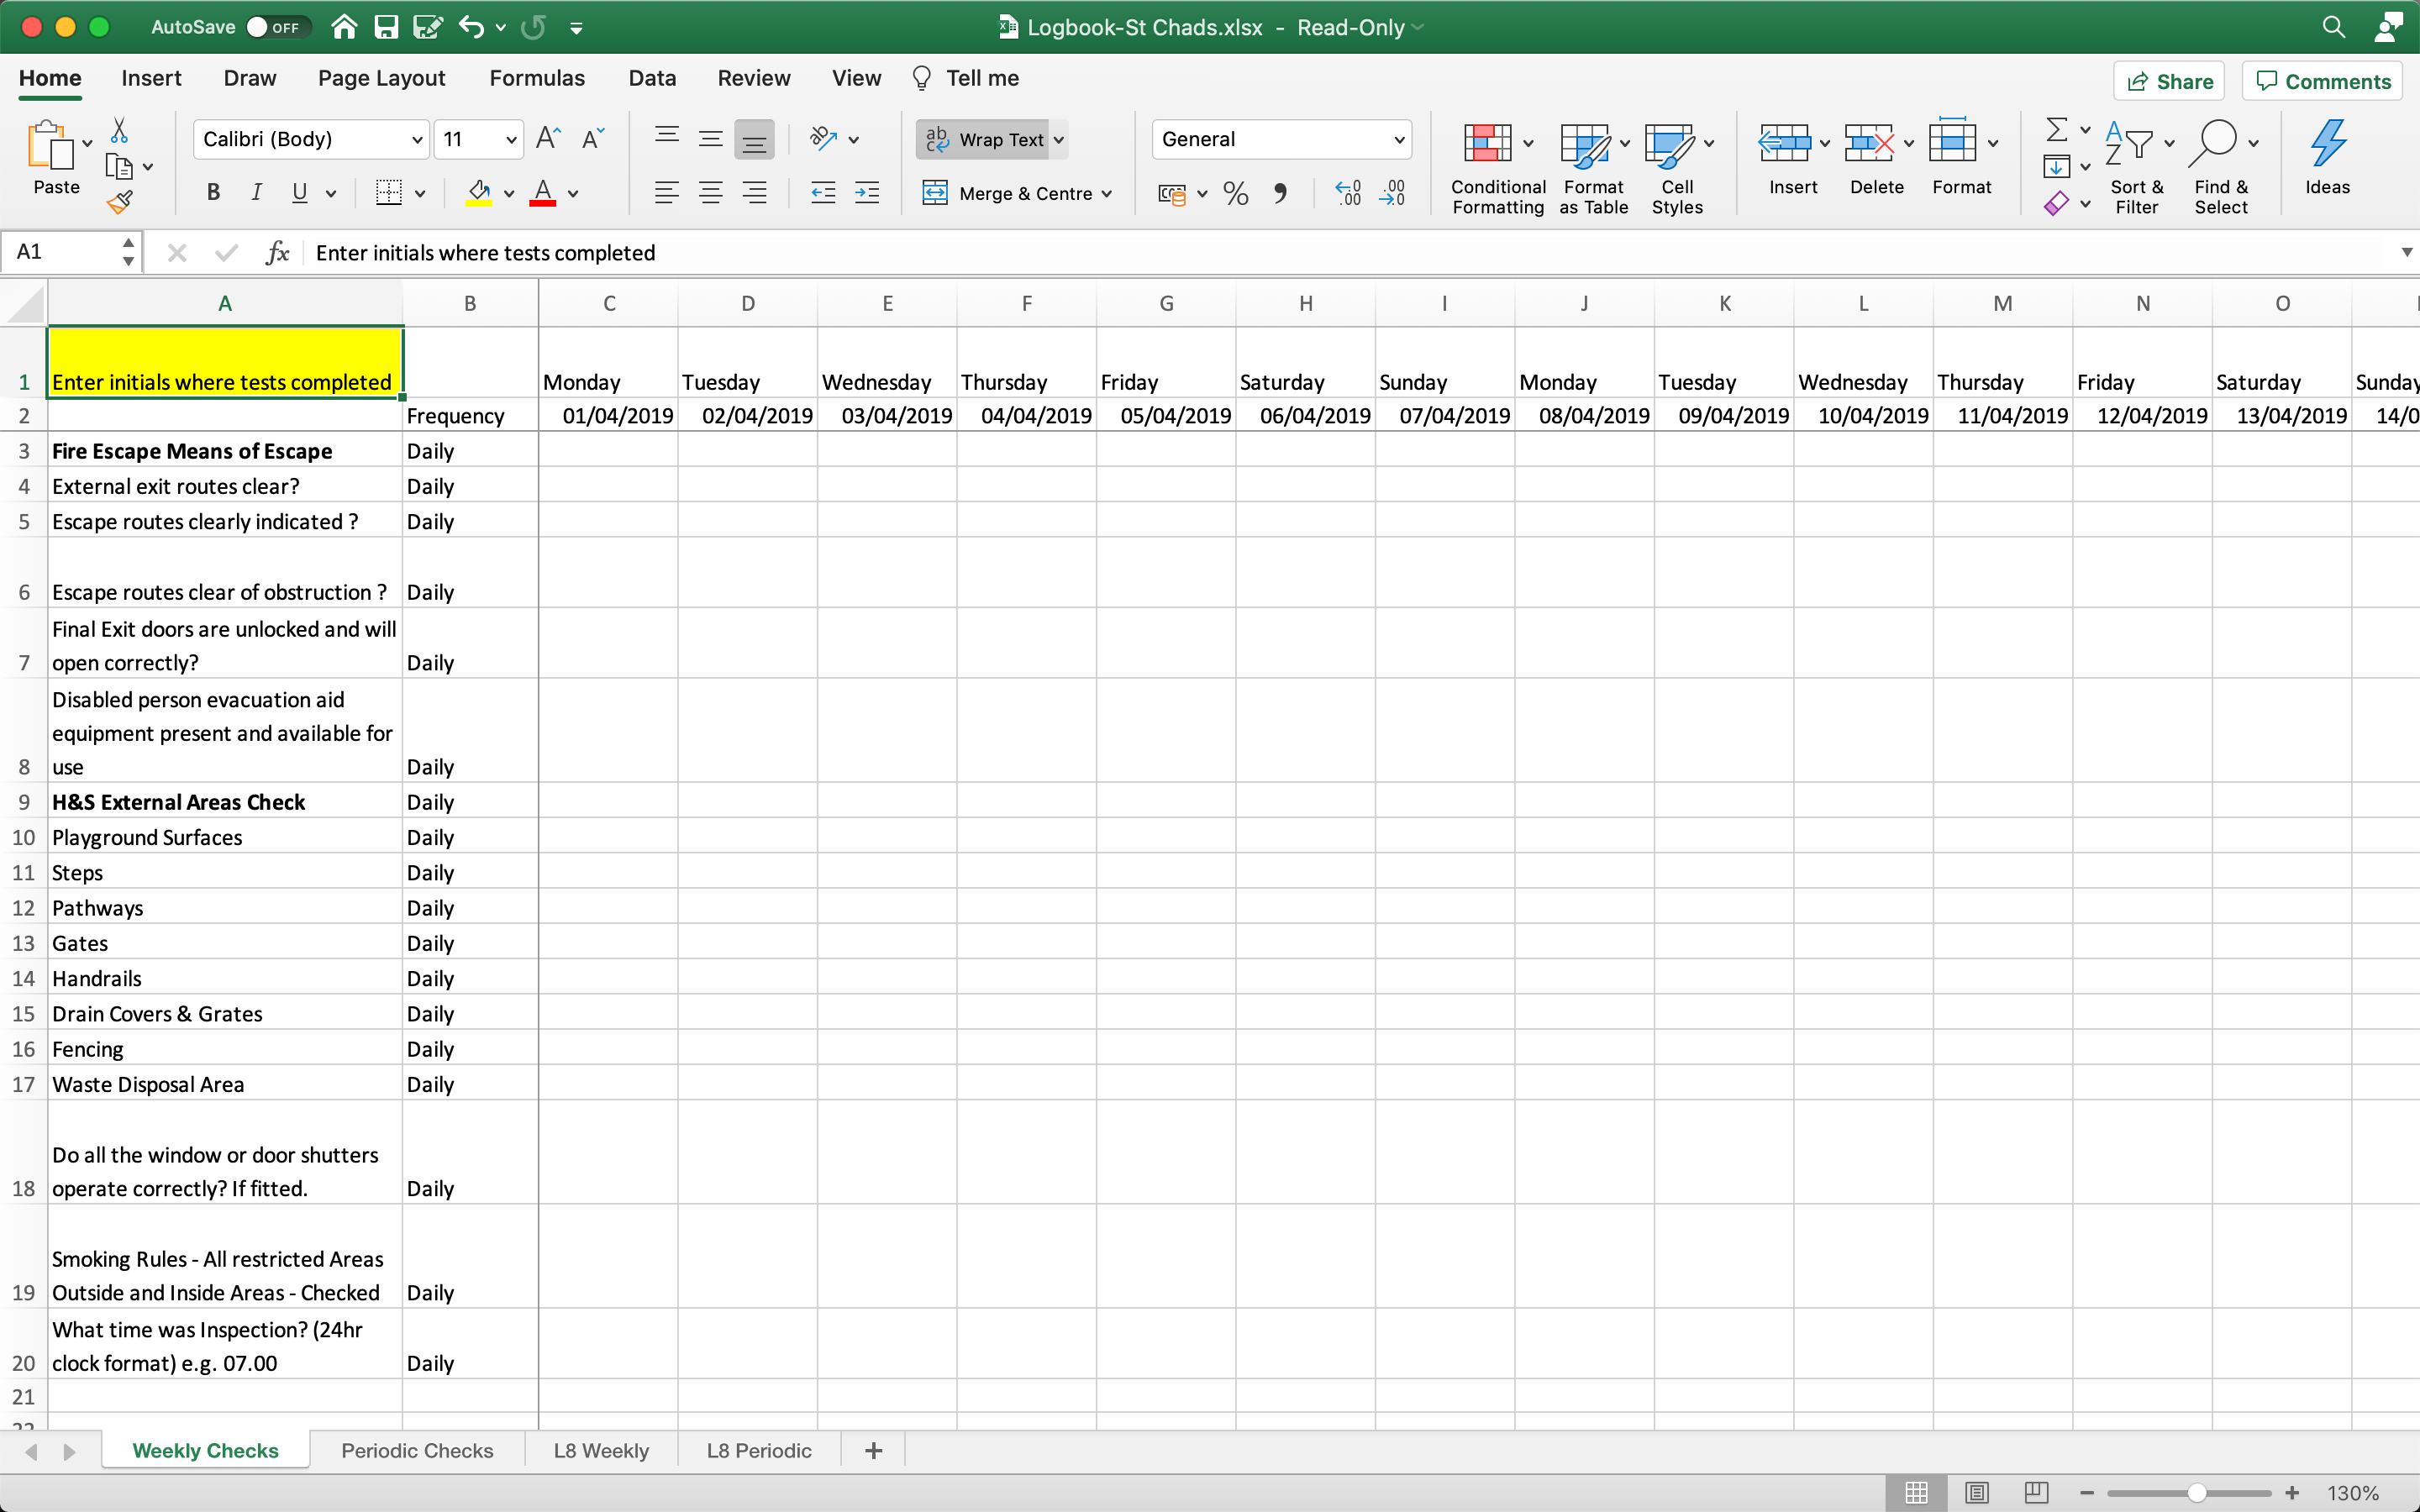 AutoSave OFF Logbook-St Chads.xlsx - Read-Only
Home Insert Draw Page Layout Formulas Data Review View Tell me Share Comments
Paste Calibri (Body) 11 Wrap Text General
B I U A Merge & Centre % Conditional Formatting Format as Table Cell Styles Insert Delete Format Sort & Filter Find & Select Ideas
A1 fx Enter initials where tests completed
A B C D E F G H I J K L M N O
1 Enter initials where tests completed Monday Tuesday Wednesday Thursday Friday Saturday Sunday Monday Tuesday Wednesday Thursday Friday Saturday Sunday
2 Frequency 01/04/2019 02/04/2019 03/04/2019 04/04/2019 05/04/2019 06/04/2019 07/04/2019 08/04/2019 09/04/2019 10/04/2019 11/04/2019 12/04/2019 13/04/2019 14/0
3 Fire Escape Means of Escape Daily
4 External exit routes clear? Daily
5 Escape routes clearly indicated ? Daily
6 Escape routes clear of obstruction ? Daily
Final Exit doors are unlocked and will
7 open correctly? Daily
Disabled person evacuation aid
equipment present and available for
8 use Daily
9 H&S External Areas Check Daily
10 Playground Surfaces Daily
11 Steps Daily
12 Pathways Daily
13 Gates Daily
14 Handrails Daily
15 Drain Covers & Grates Daily
16 Fencing Daily
17 Waste Disposal Area Daily
Do all the window or door shutters
18 operate correctly? If fitted. Daily
Smoking Rules - All restricted Areas
19 Outside and Inside Areas - Checked Daily
What time was Inspection? (24hr
20 clock format) e.g. 07.00 Daily
21
22
Weekly Checks Periodic Checks L8 Weekly L8 Periodic +
130%